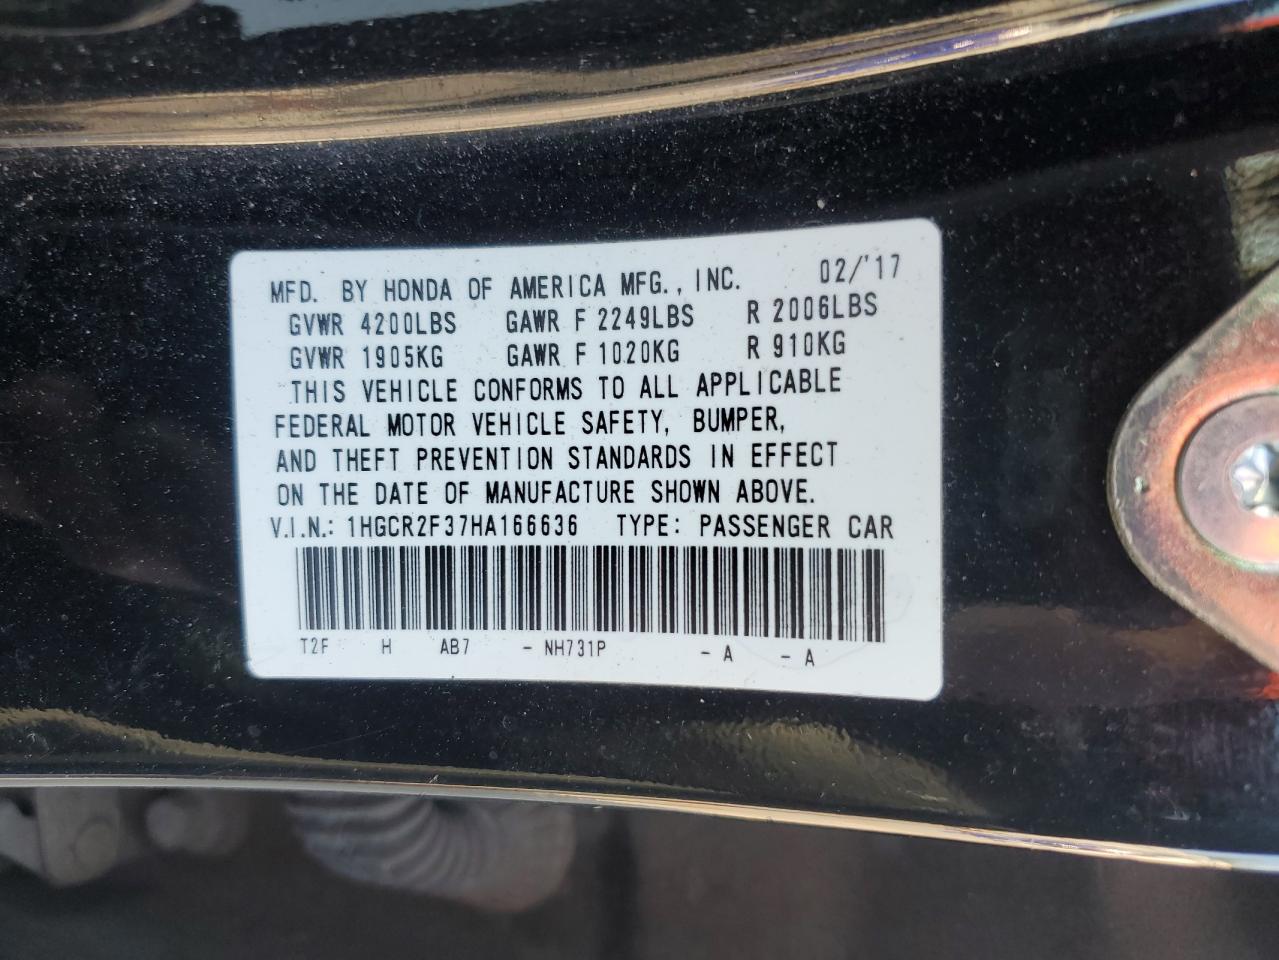 MFD. BY HONDA OF AMERICA MFG., INC. 02/'17
GVWR 4200LBS GAWR F 2249LBS R 2006LBS
GVWR 1905KG GAWR F 1020KG R 910KG
THIS VEHICLE CONFORMS TO ALL APPLICABLE
FEDERAL MOTOR VEHICLE SAFETY, BUMPER,
AND THEFT PREVENTION STANDARDS IN EFFECT
ON THE DATE OF MANUFACTURE SHOWN ABOVE.
V.I.N.: 1HGCR2F37HA166636 TYPE: PASSENGER CAR
T2F H AB7 - NH731P - A - A